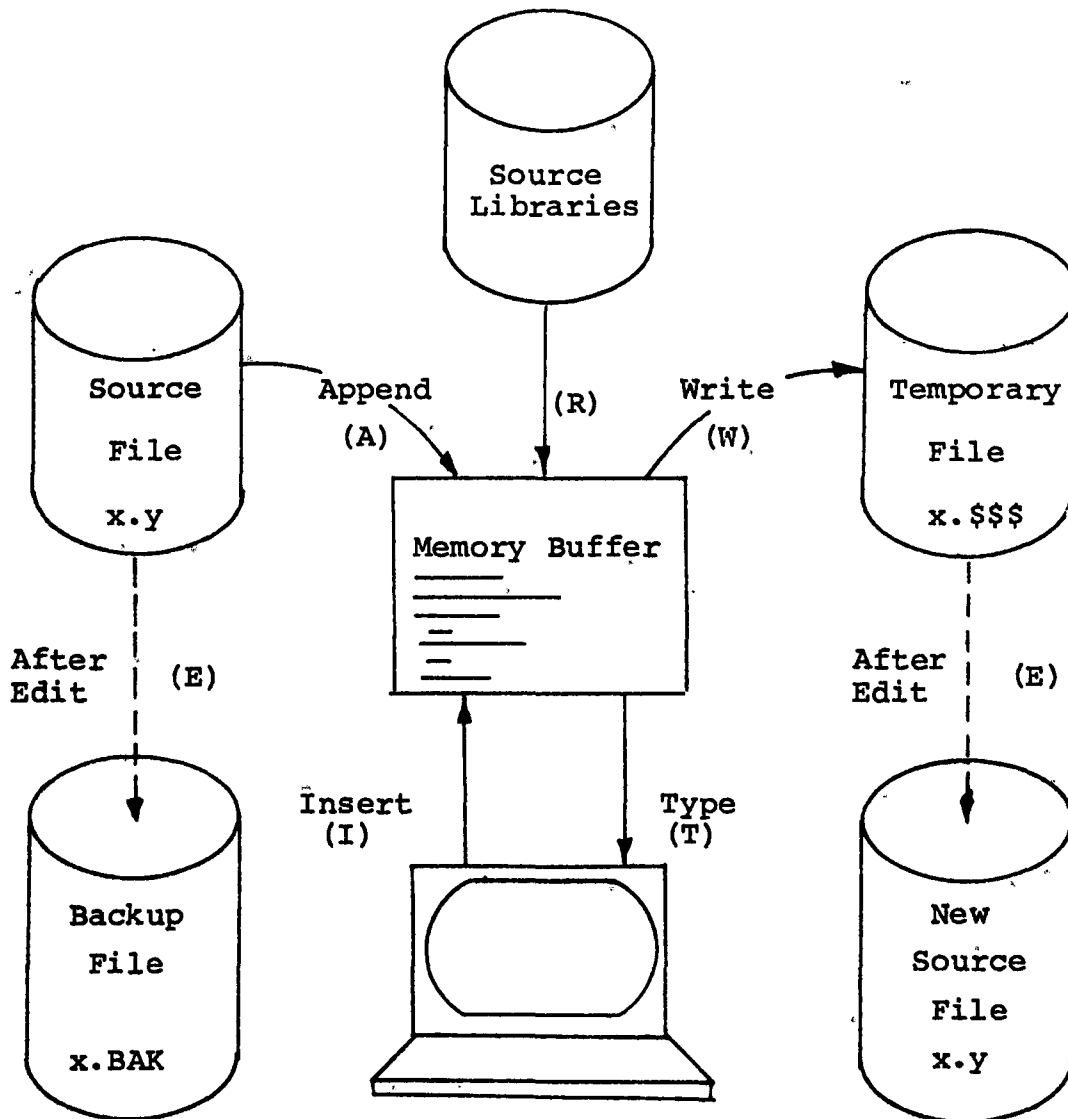 Source
Libraries
Source
File
x.y
Append
(A)
(R)
Write
(W)
Temporary
File
x.$$$
Memory Buffer
After
Edit
(E)
Insert
(I)
Type
(T)
After
Edit
(E)
Backup
File
x.BAK
New
Source
File
x.y